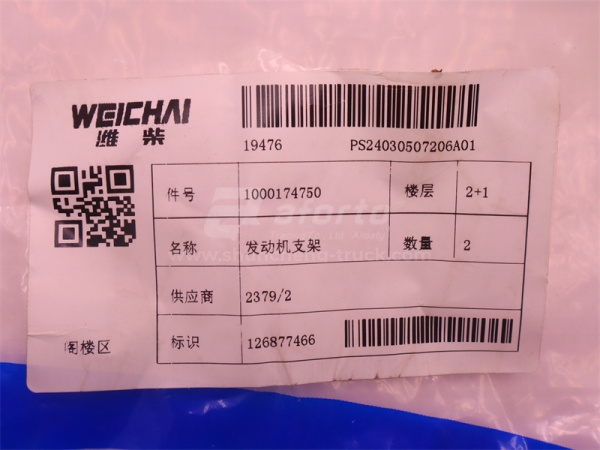 WEICHAI
潍柴
19476 PS24030507206A01
件号 1000174750 楼层 2+1
名称 发动机支架 数量 2
供应商 2379/2
标识 126877466
阁楼区
aforto